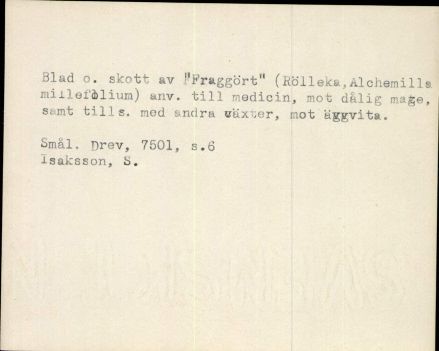 Blad o. skott av "Fraggört" (Rölleka, Alchemilla
millefolium) anv. till medicin, mot dålig mage,
samt tills. med andra växter, mot äggvita.
Smål. Drev, 7501, s.6
Isaksson, S.